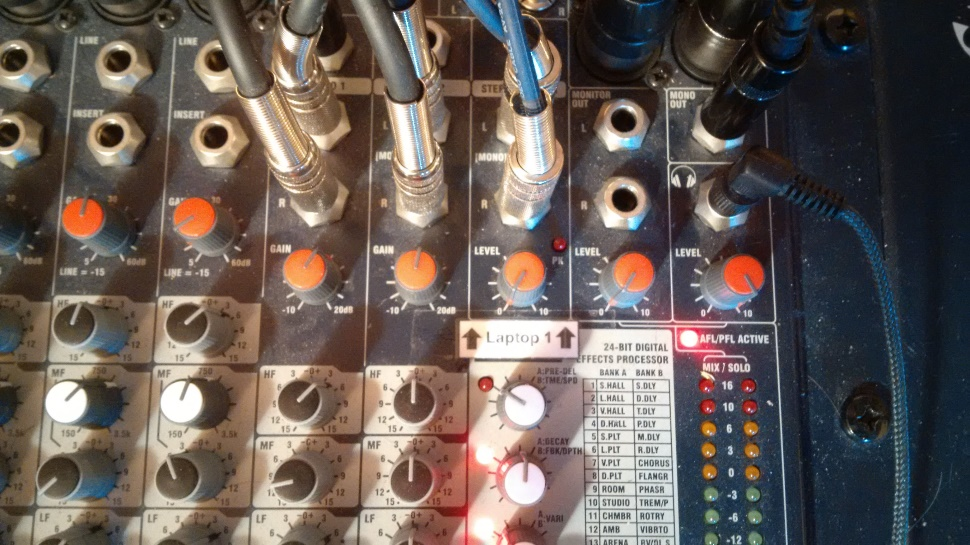 LINE
LINE
INSERT
INSERT
MONITOR OUT
MONO OUT
L
L
L
[MONO
R
R
R
R
30
5
60dB
LINE = -15
5
60dB
LINE = -15
60dB
GAIN
-10
20dB
GAIN
-10
20dB
LEVEL
0
10
LEVEL
0
10
LEVEL
0
10
Laptop 1
AFL/PFL ACTIVE
MIX / SOLO
16
10
6
3
0
-3
-6
-12
24-BIT DIGITAL
EFFECTS PROCESSOR
BANK A BANK B
1 S.HALL S.DLY
2 L.HALL D.DLY
3 V.HALL T.DLY
4 D.HALL P.DLY
5 S.PLT M.DLY
6 L.PLT R.DLY
7 V.PLT CHORUS
8 D.PLT FLANGR
9 ROOM PHASR
10 STUDIO TREM/P
11 CHMBR ROTRY
12 AMB VIBRTO
13 ARENA
A:PRE-DEL
B:TME/SPD
A:DECAY
B:FBK/DPTH
A:VARI
HF
HF
MF
MF
150
3.5k
150
3.5k
HF
HF
MF
MF
LF
LF
LF
LF